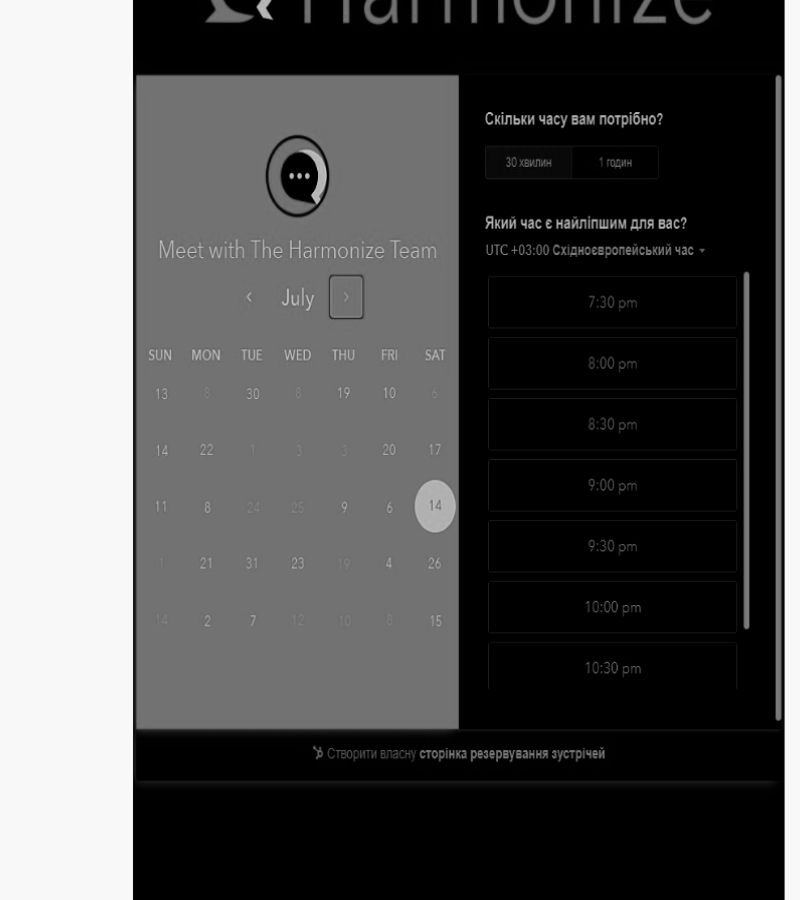 Harmonize
Meet with The Harmonize Team
July
SUN MON TUE WED THU FRI SAT
13 8 30 8 19 10 6
14 22 1 3 3 20 17
11 8 24 25 9 6 14
1 21 31 23 19 4 26
14 2 7 12 10 8 15
Скільки часу вам потрібно?
30 хвилин 1 годин
Який час є найліпшим для вас?
UTC +03:00 Східноєвропейський час
7:30 pm
8:00 pm
8:30 pm
9:00 pm
9:30 pm
10:00 pm
10:30 pm
Створити власну сторінка резервування зустрічей